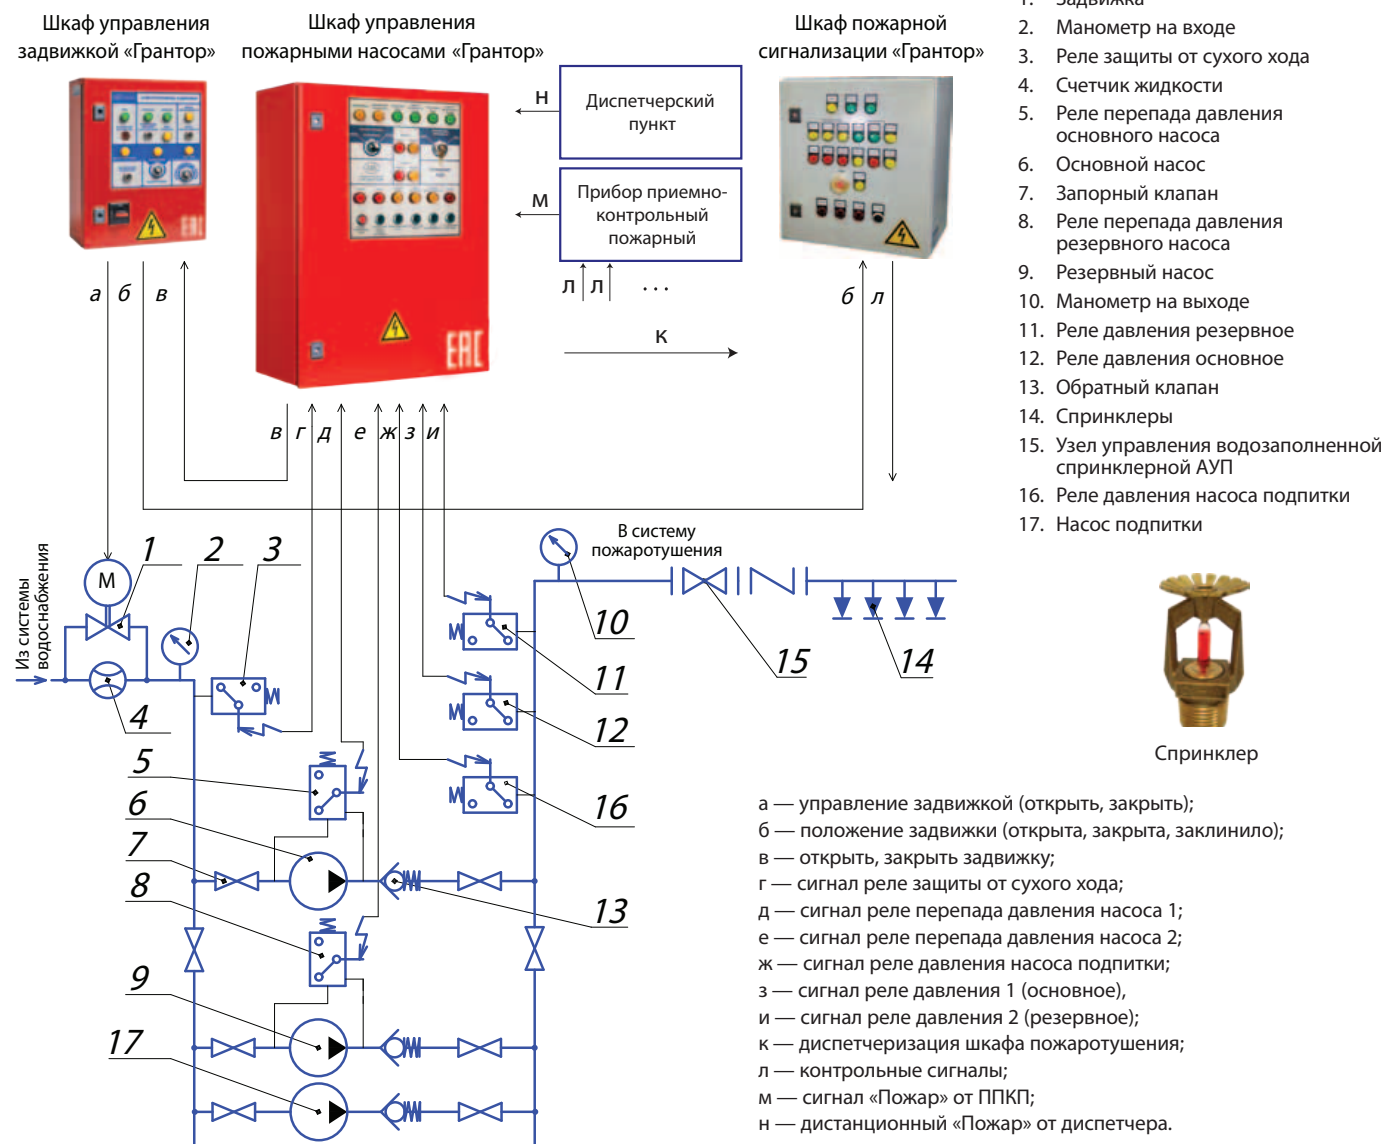 Шкаф управления
задвижкой «Грантор»
Шкаф управления
пожарными насосами «Грантор»
Шкаф пожарной
сигнализации «Грантор»
Диспетчерский
пункт
Прибор приемно-
контрольный
пожарный
н
м
л л ...
к
EAC
EAC
а б в
б л
в г д е ж з и
1. Задвижка
2. Манометр на входе
3. Реле защиты от сухого хода
4. Счетчик жидкости
5. Реле перепада давления
основного насоса
6. Основной насос
7. Запорный клапан
8. Реле перепада давления
резервного насоса
9. Резервный насос
10. Манометр на выходе
11. Реле давления резервное
12. Реле давления основное
13. Обратный клапан
14. Спринклеры
15. Узел управления водозаполненной
спринклерной АУП
16. Реле давления насоса подпитки
17. Насос подпитки
Из системы
водоснабжения
М
1
2
3
4
5
6
7
8
9
17
В систему
пожаротушения
10
11
12
16
13
15
14
Спринклер
а — управление задвижкой (открыть, закрыть);
б — положение задвижки (открыта, закрыта, заклинило);
в — открыть, закрыть задвижку;
г — сигнал реле защиты от сухого хода;
д — сигнал реле перепада давления насоса 1;
е — сигнал реле перепада давления насоса 2;
ж — сигнал реле давления насоса подпитки;
з — сигнал реле давления 1 (основное),
и — сигнал реле давления 2 (резервное);
к — диспетчеризация шкафа пожаротушения;
л — контрольные сигналы;
м — сигнал «Пожар» от ППКП;
н — дистанционный «Пожар» от диспетчера.